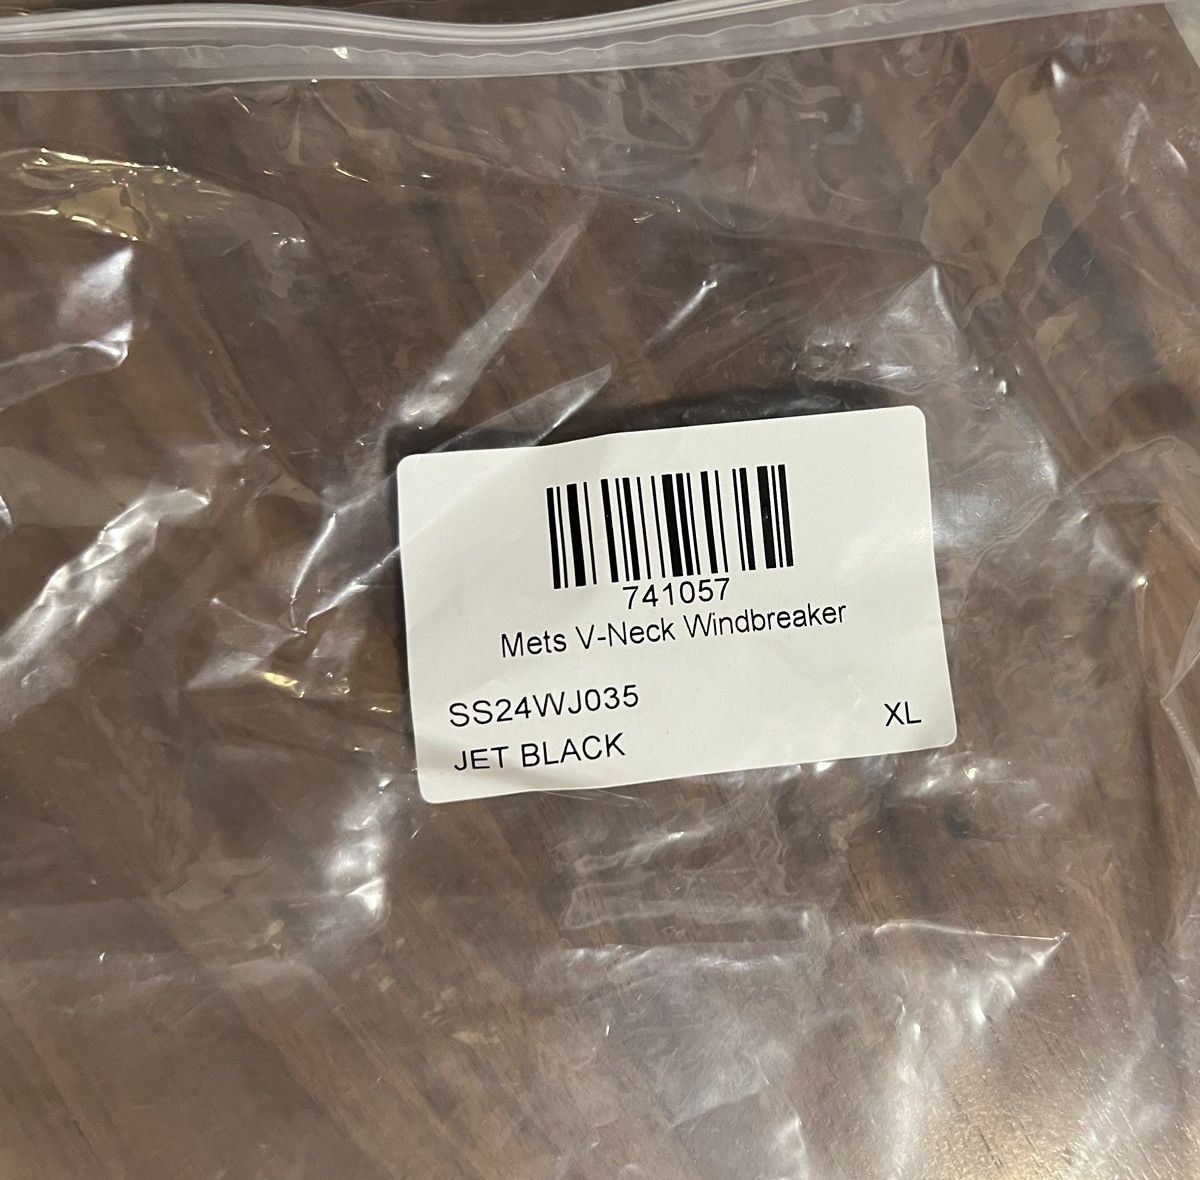 741057
Mets V-Neck Windbreaker
SS24WJ035
JET BLACK
XL